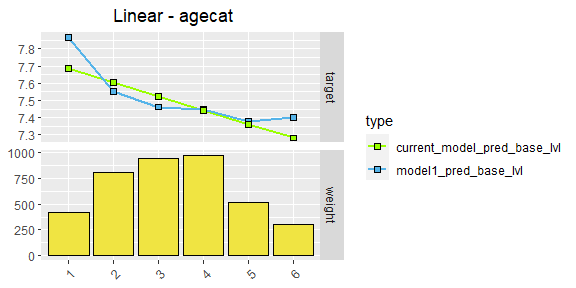 Linear - agecat
7.8
7.7
7.6
7.5
7.4
7.3
target
1000
750
500
250
0
weight
1
2
3
4
5
6
type
current_model_pred_base_lvl
model1_pred_base_lvl